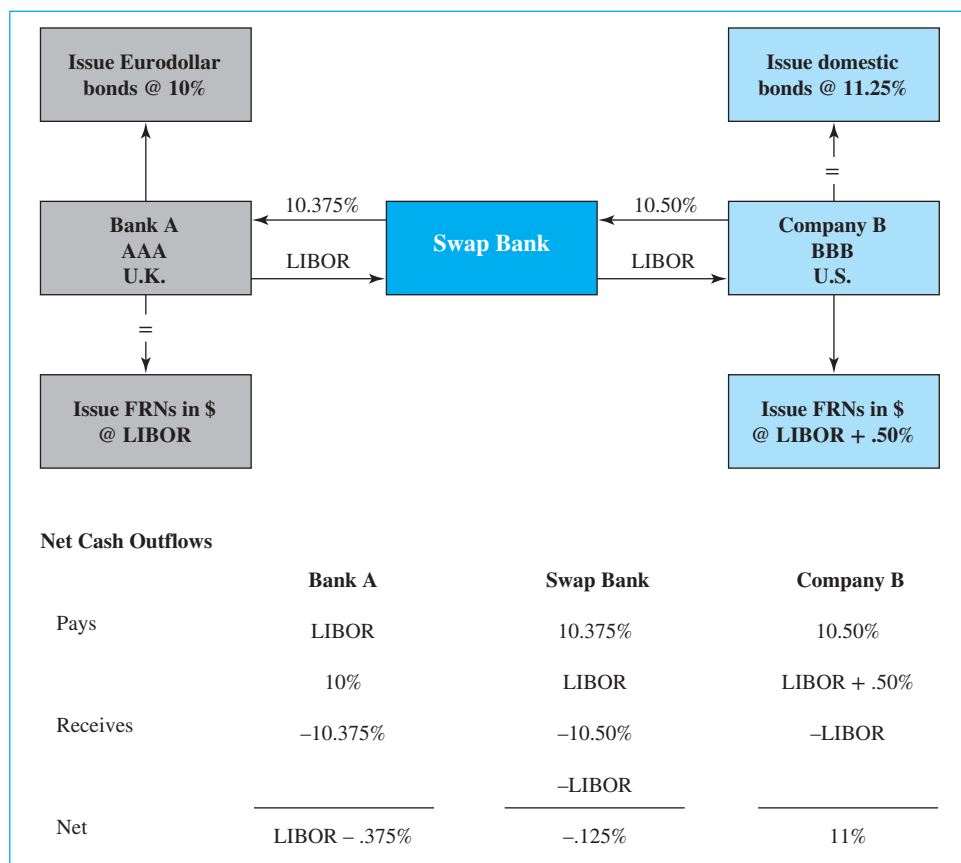 Issue Eurodollar
bonds @ 10%
Issue domestic
bonds @ 11.25%
=
10.375%
10.50%
Bank A
AAA
U.K.
Swap Bank
Company B
BBB
U.S.
LIBOR
LIBOR
=
Issue FRNs in $
@ LIBOR
Issue FRNs in $
@ LIBOR + .50%
Net Cash Outflows
Bank A Swap Bank Company B
Pays LIBOR 10.375% 10.50%
10% LIBOR LIBOR + .50%
Receives –10.375% –10.50% –LIBOR
–LIBOR
Net LIBOR – .375% –.125% 11%